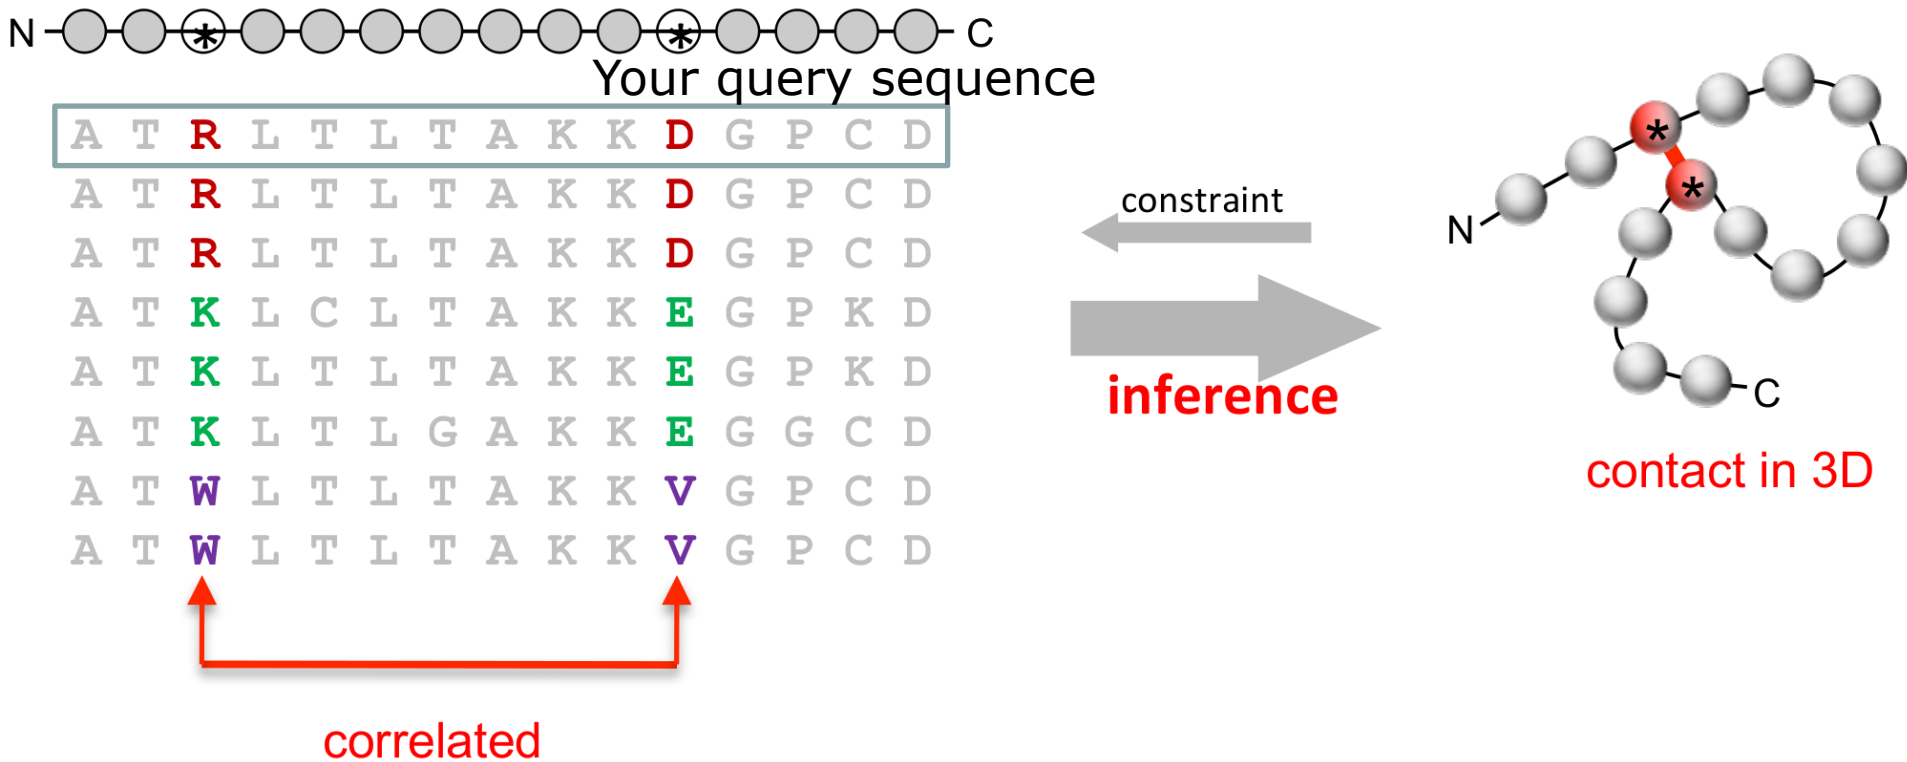 N * * C
Your query sequence
A T R L T L T A K K D G P C D
A T R L T L T A K K D G P C D
A T R L T L T A K K D G P C D
A T K L C L T A K K E G P K D
A T K L T L T A K K E G P K D
A T K L T L G A K K E G G C D
A T W L T L T A K K V G P C D
A T W L T L T A K K V G P C D
correlated
constraint
inference
*
*
N
C
contact in 3D